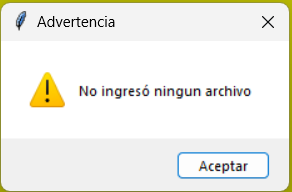 Advertencia
No ingresó ningun archivo
Aceptar